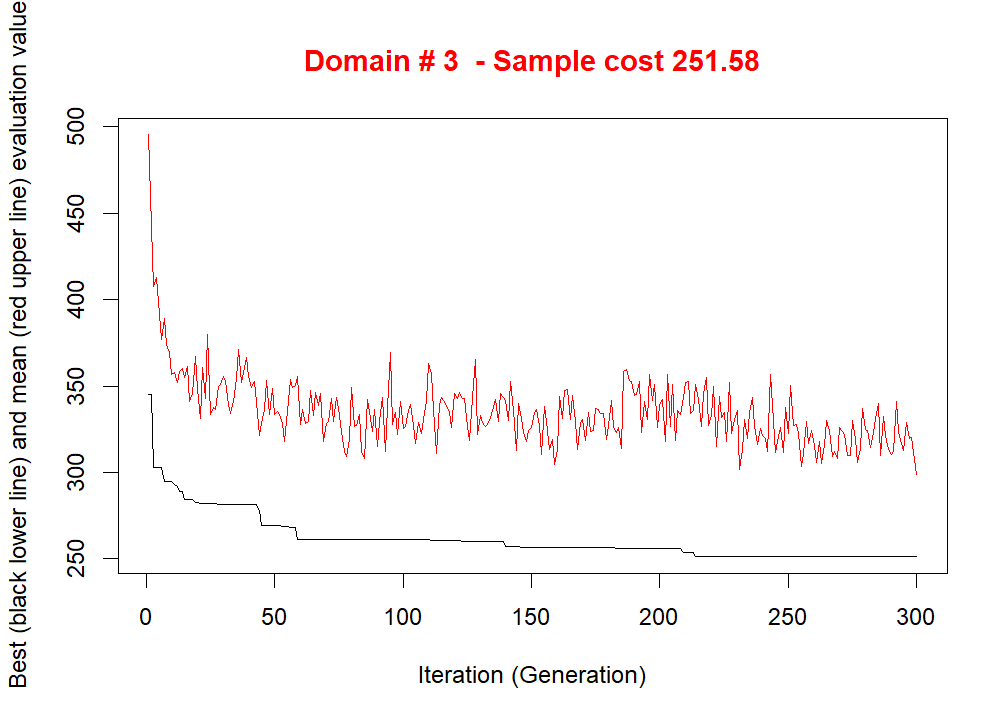 Domain # 3  - Sample cost 251.58
Best (black lower line) and mean (red upper line) evaluation value
500
450
400
350
300
250
0 50 100 150 200 250 300
Iteration (Generation)